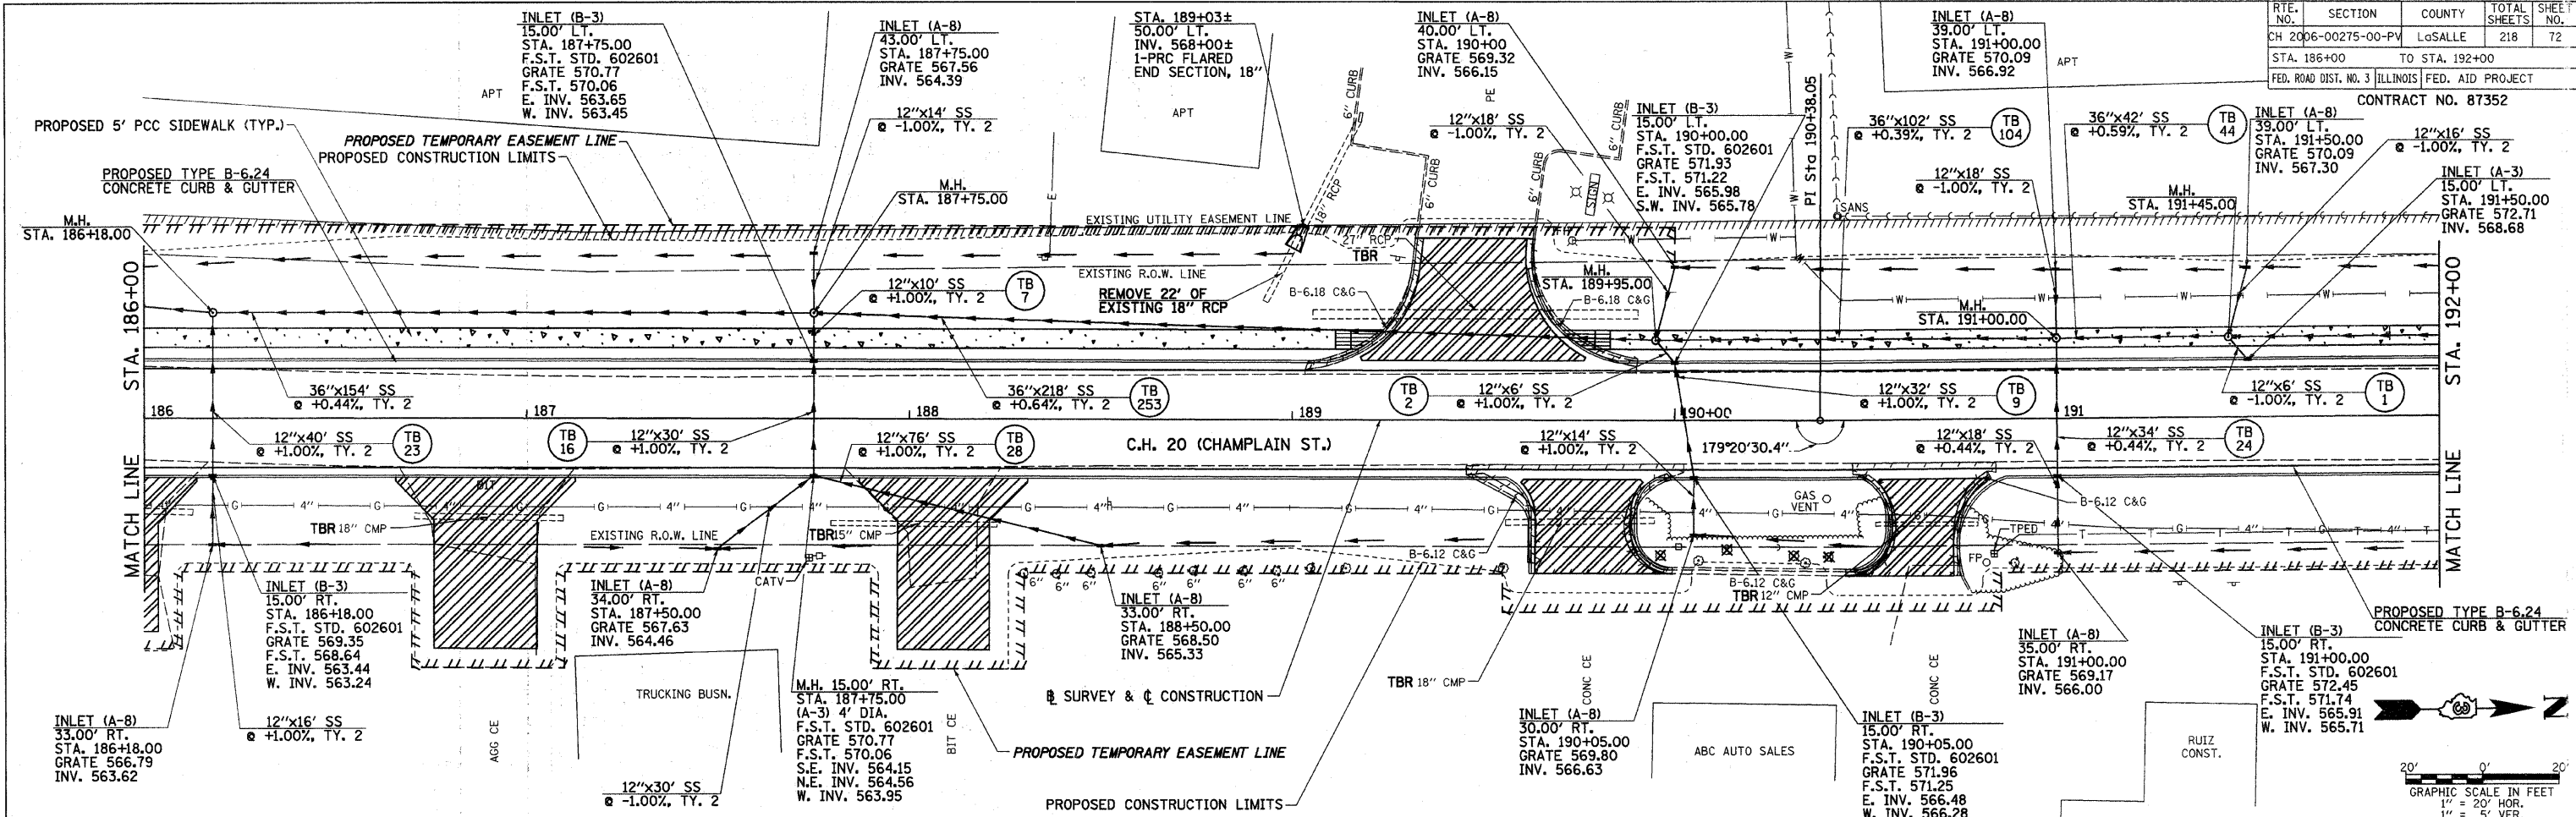 INLET (B-3)
15.00' LT.
STA. 187+75.00
F.S.T. STD. 602601
GRATE 570.77
F.S.T. 570.06
E. INV. 563.65
W. INV. 563.45
INLET (A-8)
43.00' LT.
STA. 187+75.00
GRATE 567.56
INV. 564.39
STA. 189+03±
50.00' LT.
INV. 568+00±
1-PRC FLARED
END SECTION, 18"
INLET (A-8)
40.00' LT.
STA. 190+00
GRATE 569.32
INV. 566.15
INLET (A-8)
39.00' LT.
STA. 191+00.00
GRATE 570.09
INV. 566.92
RTE. NO. SECTION COUNTY TOTAL SHEETS SHEET NO.
CH 20 06-00275-00-PV LaSALLE 218 72
STA. 186+00 TO STA. 192+00
FED. ROAD DIST. NO. 3 ILLINOIS FED. AID PROJECT
CONTRACT NO. 87352
APT
APT
APT
PE
6" CURB
6" CURB
6" CURB
6" CURB
6" CURB
18" RCP
PROPOSED 5' PCC SIDEWALK (TYP.)
PROPOSED TEMPORARY EASEMENT LINE
PROPOSED CONSTRUCTION LIMITS
PROPOSED TYPE B-6.24
CONCRETE CURB & GUTTER
12"x14' SS
@ -1.00%, TY. 2
12"x18' SS
@ -1.00%, TY. 2
INLET (B-3)
15.00' LT.
STA. 190+00.00
F.S.T. STD. 602601
GRATE 571.93
F.S.T. 571.22
E. INV. 565.98
S.W. INV. 565.78
PI Sta 190+38.05
36"x102' SS
@ +0.39%, TY. 2
TB 104
36"x42' SS
@ +0.59%, TY. 2
TB 44
INLET (A-8)
39.00' LT.
STA. 191+50.00
GRATE 570.09
INV. 567.30
12"x16' SS
@ -1.00%, TY. 2
INLET (A-3)
15.00' LT.
STA. 191+50.00
GRATE 572.71
INV. 568.68
12"x18' SS
@ -1.00%, TY. 2
M.H.
STA. 186+18.00
M.H.
STA. 187+75.00
M.H.
STA. 191+45.00
SANS
SIGN
EXISTING UTILITY EASEMENT LINE
27" RCP
TBR
EXISTING R.O.W. LINE
REMOVE 22' OF
EXISTING 18" RCP
B-6.18 C&G
B-6.18 C&G
M.H.
STA. 189+95.00
M.H.
STA. 191+00.00
12"x10' SS
@ +1.00%, TY. 2
TB 7
MATCH LINE STA. 186+00
MATCH LINE STA. 192+00
36"x154' SS
@ +0.44%, TY. 2
36"x218' SS
@ +0.64%, TY. 2
TB 253
TB 2
12"x6' SS
@ +1.00%, TY. 2
12"x32' SS
@ +1.00%, TY. 2
TB 9
12"x6' SS
@ -1.00%, TY. 2
TB 1
186 187 188 189 190+00 191
12"x40' SS
@ +1.00%, TY. 2
TB 23
TB 16
12"x30' SS
@ +1.00%, TY. 2
12"x76' SS
@ +1.00%, TY. 2
TB 28
C.H. 20 (CHAMPLAIN ST.)
12"x14' SS
@ +1.00%, TY. 2
179°20'30.4"
12"x18' SS
@ +0.44%, TY. 2
12"x34' SS
@ +0.44%, TY. 2
TB 24
BIT
GAS
VENT
TBR 18" CMP
EXISTING R.O.W. LINE
TBR 15" CMP
CATV
B-6.12 C&G
B-6.12 C&G
B-6.12 C&G
TBR 12" CMP
TPED
FP
6" 6" 6" 6" 6" 6" 6"
INLET (B-3)
15.00' RT.
STA. 186+18.00
F.S.T. STD. 602601
GRATE 569.35
F.S.T. 568.64
E. INV. 563.44
W. INV. 563.24
INLET (A-8)
34.00' RT.
STA. 187+50.00
GRATE 567.63
INV. 564.46
INLET (A-8)
33.00' RT.
STA. 188+50.00
GRATE 568.50
INV. 565.33
PROPOSED TYPE B-6.24
CONCRETE CURB & GUTTER
INLET (A-8)
35.00' RT.
STA. 191+00.00
GRATE 569.17
INV. 566.00
INLET (B-3)
15.00' RT.
STA. 191+00.00
F.S.T. STD. 602601
GRATE 572.45
F.S.T. 571.74
E. INV. 565.91
W. INV. 565.71
TRUCKING BUSN.
M.H. 15.00' RT.
STA. 187+75.00
(A-3) 4' DIA.
F.S.T. STD. 602601
GRATE 570.77
F.S.T. 570.06
S.E. INV. 564.15
N.E. INV. 564.56
W. INV. 563.95
AGG CE
BIT CE
CONC CE
CONC CE
TBR 18" CMP
℄ SURVEY & ℄ CONSTRUCTION
PROPOSED TEMPORARY EASEMENT LINE
PROPOSED CONSTRUCTION LIMITS
INLET (A-8)
33.00' RT.
STA. 186+18.00
GRATE 566.79
INV. 563.62
12"x16' SS
@ +1.00%, TY. 2
12"x30' SS
@ -1.00%, TY. 2
INLET (A-8)
30.00' RT.
STA. 190+05.00
GRATE 569.80
INV. 566.63
ABC AUTO SALES
INLET (B-3)
15.00' RT.
STA. 190+05.00
F.S.T. STD. 602601
GRATE 571.96
F.S.T. 571.25
E. INV. 566.48
W. INV. 566.28
RUIZ
CONST.
N
20' 0' 20'
GRAPHIC SCALE IN FEET
1" = 20' HOR.
1" = 5' VER.